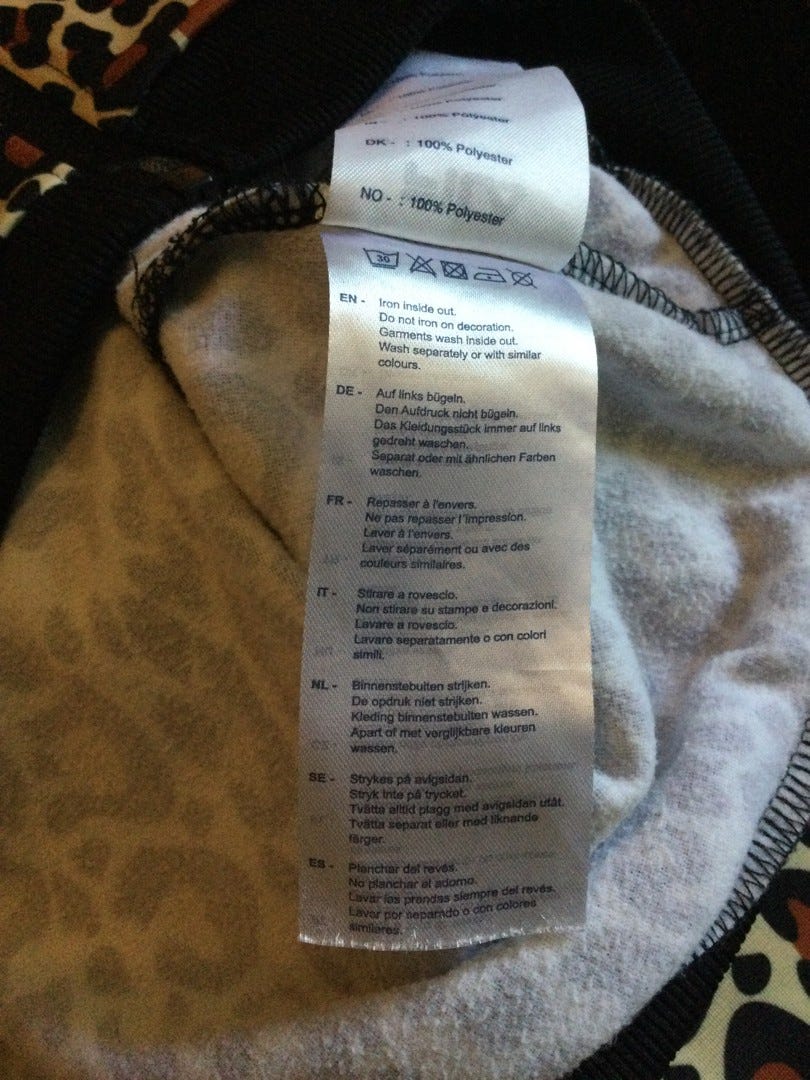 100% Polyester
DK - : 100% Polyester
NO - : 100% Polyester
30
EN - Iron inside out.
Do not iron on decoration.
Garments wash inside out.
Wash separately or with similar
colours.
DE - Auf links bügeln.
Den Aufdruck nicht bügeln.
Das Kleidungsstück immer auf links
gedreht waschen.
Separat oder mit ähnlichen Farben
waschen.
FR - Repasser à l'envers.
Ne pas repasser l'impression.
Laver à l'envers.
Laver séparément ou avec des
couleurs similaires.
IT - Stirare a rovescio.
Non stirare su stampe e decorazioni.
Lavare a rovescio.
Lavare separatamente o con colori
simili.
NL - Binnenstebuiten strijken.
De opdruk niet strijken.
Kleding binnenstebuiten wassen.
Apart of met verglijkbare kleuren
wassen.
SE - Strykes på avigsidan.
Stryk inte på trycket.
Tvätta alltid plagg med avigsidan utåt.
Tvätta separat eller med liknande
färger.
ES - Planchar del revés.
No planchar el adorno.
Lavar las prendas siempre del revés.
Lavar por separado o con colores
similares.